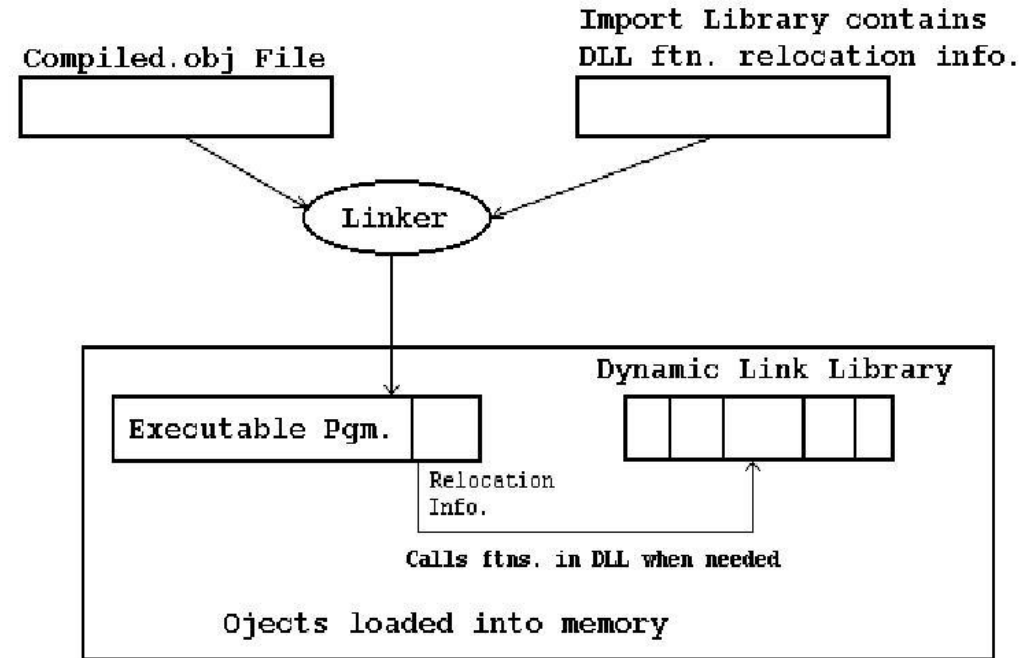 Import Library contains
DLL ftn. relocation info.
Compiled.obj File
Linker
Dynamic Link Library
Executable Pgm.
Relocation
Info.
Calls ftns. in DLL when needed
Ojects loaded into memory